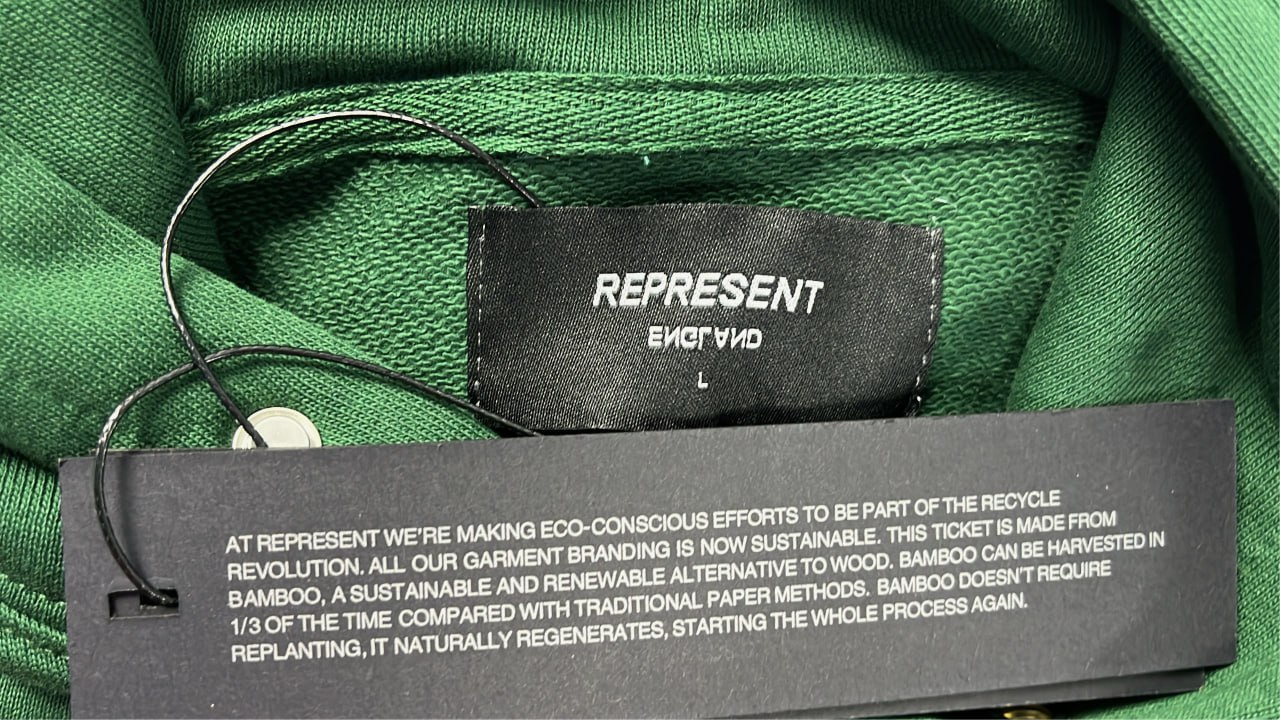 REPRESENT
ENGLAND
L
AT REPRESENT WE'RE MAKING ECO-CONSCIOUS EFFORTS TO BE PART OF THE RECYCLE
REVOLUTION. ALL OUR GARMENT BRANDING IS NOW SUSTAINABLE. THIS TICKET IS MADE FROM
BAMBOO, A SUSTAINABLE AND RENEWABLE ALTERNATIVE TO WOOD. BAMBOO CAN BE HARVESTED IN
1/3 OF THE TIME COMPARED WITH TRADITIONAL PAPER METHODS. BAMBOO DOESN'T REQUIRE
REPLANTING, IT NATURALLY REGENERATES, STARTING THE WHOLE PROCESS AGAIN.